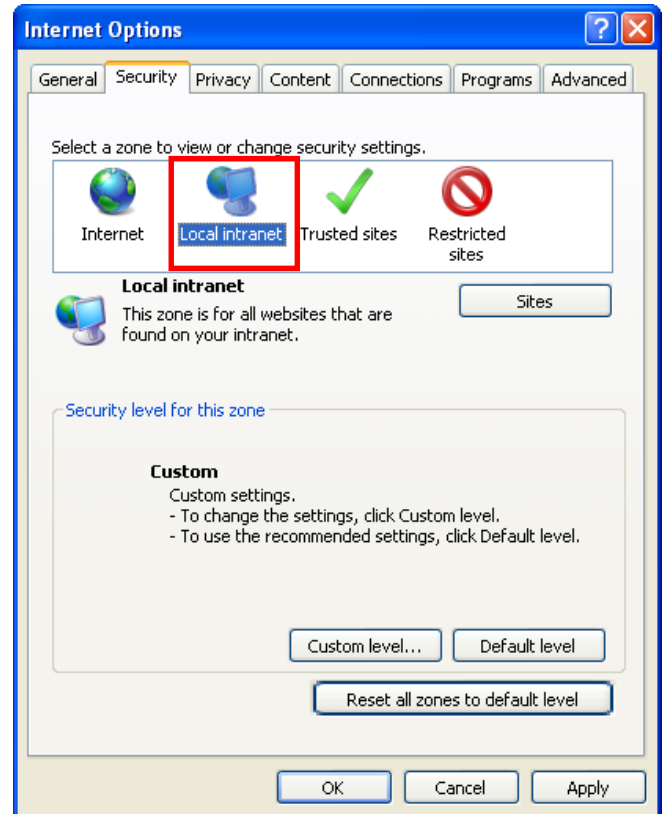 Internet Options
General Security Privacy Content Connections Programs Advanced
Select a zone to view or change security settings.
Internet Local intranet Trusted sites Restricted sites
Local intranet
This zone is for all websites that are
found on your intranet.
Sites
Security level for this zone
Custom
Custom settings.
- To change the settings, click Custom level.
- To use the recommended settings, click Default level.
Custom level... Default level
Reset all zones to default level
OK Cancel Apply